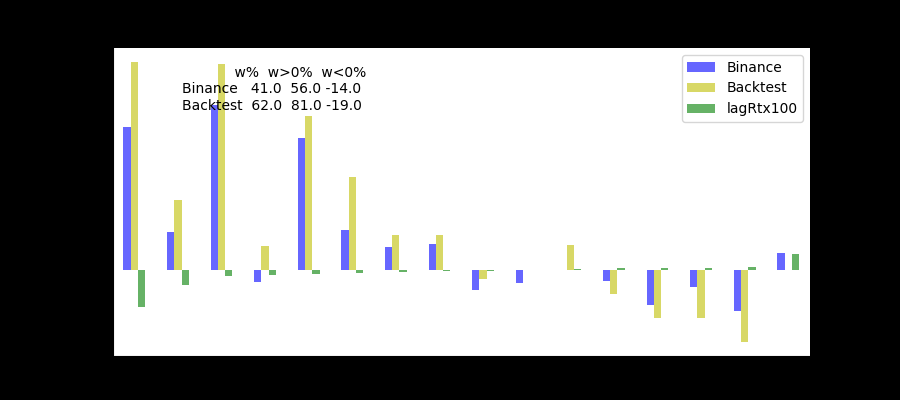 w% w>0% w<0%
Binance 41.0 56.0 -14.0
Backtest 62.0 81.0 -19.0
Binance
Backtest
lagRtx100